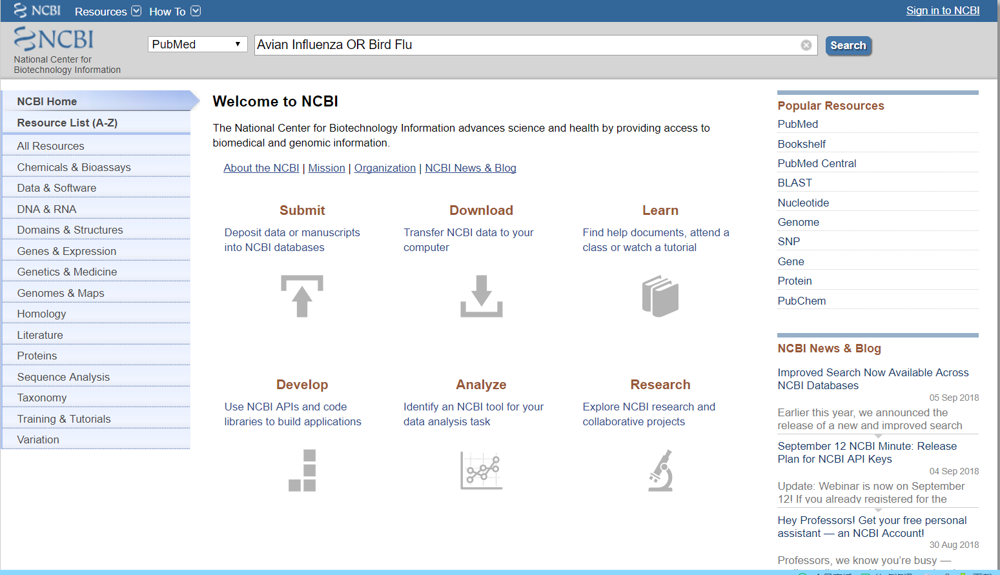 NCBI Resources How To Sign in to NCBI
NCBI
National Center for
Biotechnology Information
PubMed Avian Influenza OR Bird Flu Search
NCBI Home
Resource List (A-Z)
All Resources
Chemicals & Bioassays
Data & Software
DNA & RNA
Domains & Structures
Genes & Expression
Genetics & Medicine
Genomes & Maps
Homology
Literature
Proteins
Sequence Analysis
Taxonomy
Training & Tutorials
Variation
Welcome to NCBI
The National Center for Biotechnology Information advances science and health by providing access to
biomedical and genomic information.
About the NCBI | Mission | Organization | NCBI News & Blog
Submit
Deposit data or manuscripts
into NCBI databases
Download
Transfer NCBI data to your
computer
Learn
Find help documents, attend a
class or watch a tutorial
Develop
Use NCBI APIs and code
libraries to build applications
Analyze
Identify an NCBI tool for your
data analysis task
Research
Explore NCBI research and
collaborative projects
Popular Resources
PubMed
Bookshelf
PubMed Central
BLAST
Nucleotide
Genome
SNP
Gene
Protein
PubChem
NCBI News & Blog
Improved Search Now Available Across
NCBI Databases
05 Sep 2018
Earlier this year, we announced the
release of a new and improved search
September 12 NCBI Minute: Release
Plan for NCBI API Keys
04 Sep 2018
Update: Webinar is now on September
12! If you already registered for the
Hey Professors! Get your free personal
assistant — an NCBI Account!
30 Aug 2018
Professors, we know you're busy —